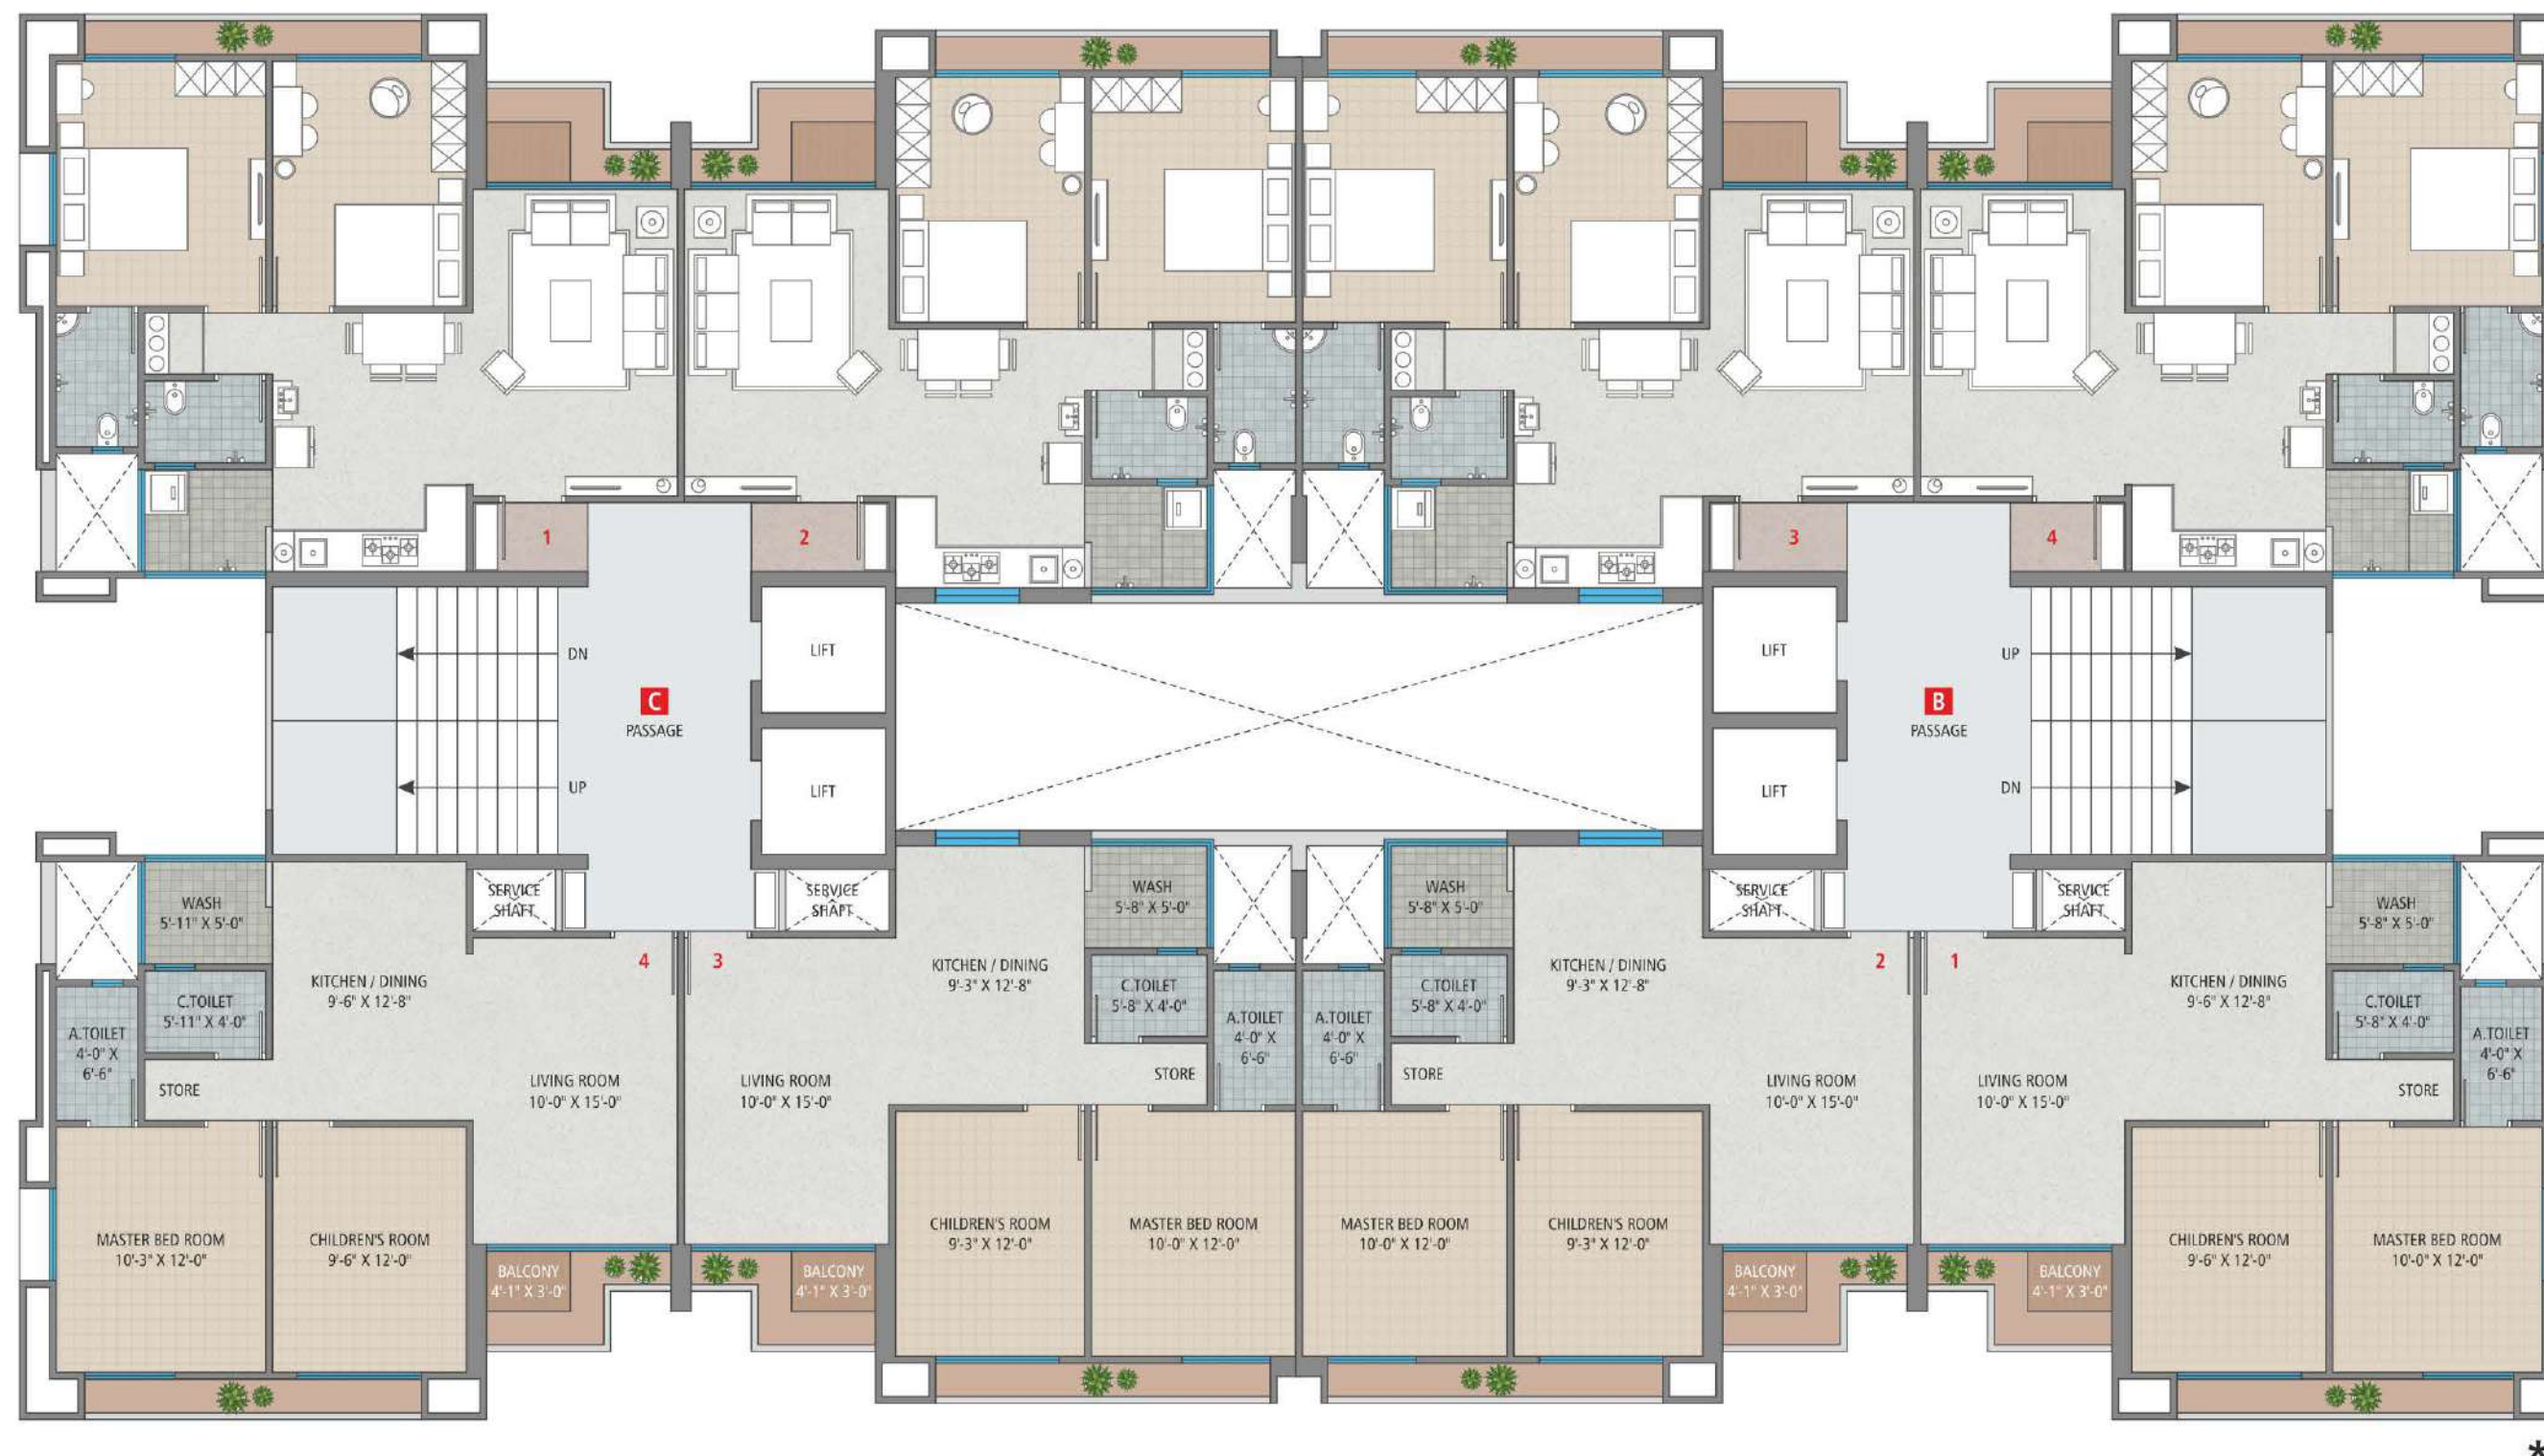 1
2
3
4
LIFT
LIFT
DN
UP
C
PASSAGE
B
PASSAGE
UP
DN
LIFT
LIFT
SERVICE
SHAFT
SERVICE
SHAFT
SERVICE
SHAFT
SERVICE
SHAFT
WASH
5'-11" X 5'-0"
WASH
5'-8" X 5'-0"
WASH
5'-8" X 5'-0"
WASH
5'-8" X 5'-0"
4
3
2
1
KITCHEN / DINING
9'-6" X 12'-8"
KITCHEN / DINING
9'-3" X 12'-8"
KITCHEN / DINING
9'-3" X 12'-8"
KITCHEN / DINING
9'-6" X 12'-8"
C.TOILET
5'-11" X 4'-0"
C.TOILET
5'-8" X 4'-0"
C.TOILET
5'-8" X 4'-0"
C.TOILET
5'-8" X 4'-0"
A.TOILET
4'-0" X
6'-6"
A.TOILET
4'-0" X
6'-6"
A.TOILET
4'-0" X
6'-6"
A.TOILET
4'-0" X
6'-6"
STORE
STORE
STORE
STORE
LIVING ROOM
10'-0" X 15'-0"
LIVING ROOM
10'-0" X 15'-0"
LIVING ROOM
10'-0" X 15'-0"
LIVING ROOM
10'-0" X 15'-0"
MASTER BED ROOM
10'-3" X 12'-0"
CHILDREN'S ROOM
9'-6" X 12'-0"
CHILDREN'S ROOM
9'-3" X 12'-0"
MASTER BED ROOM
10'-0" X 12'-0"
MASTER BED ROOM
10'-0" X 12'-0"
CHILDREN'S ROOM
9'-3" X 12'-0"
CHILDREN'S ROOM
9'-6" X 12'-0"
MASTER BED ROOM
10'-0" X 12'-0"
BALCONY
4'-1" X 3'-0"
BALCONY
4'-1" X 3'-0"
BALCONY
4'-1" X 3'-0"
BALCONY
4'-1" X 3'-0"